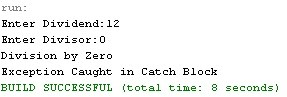 run:
Enter Dividend:12
Enter Divisor:0
Division by Zero
Exception Caught in Catch Block
BUILD SUCCESSFUL (total time: 8 seconds)